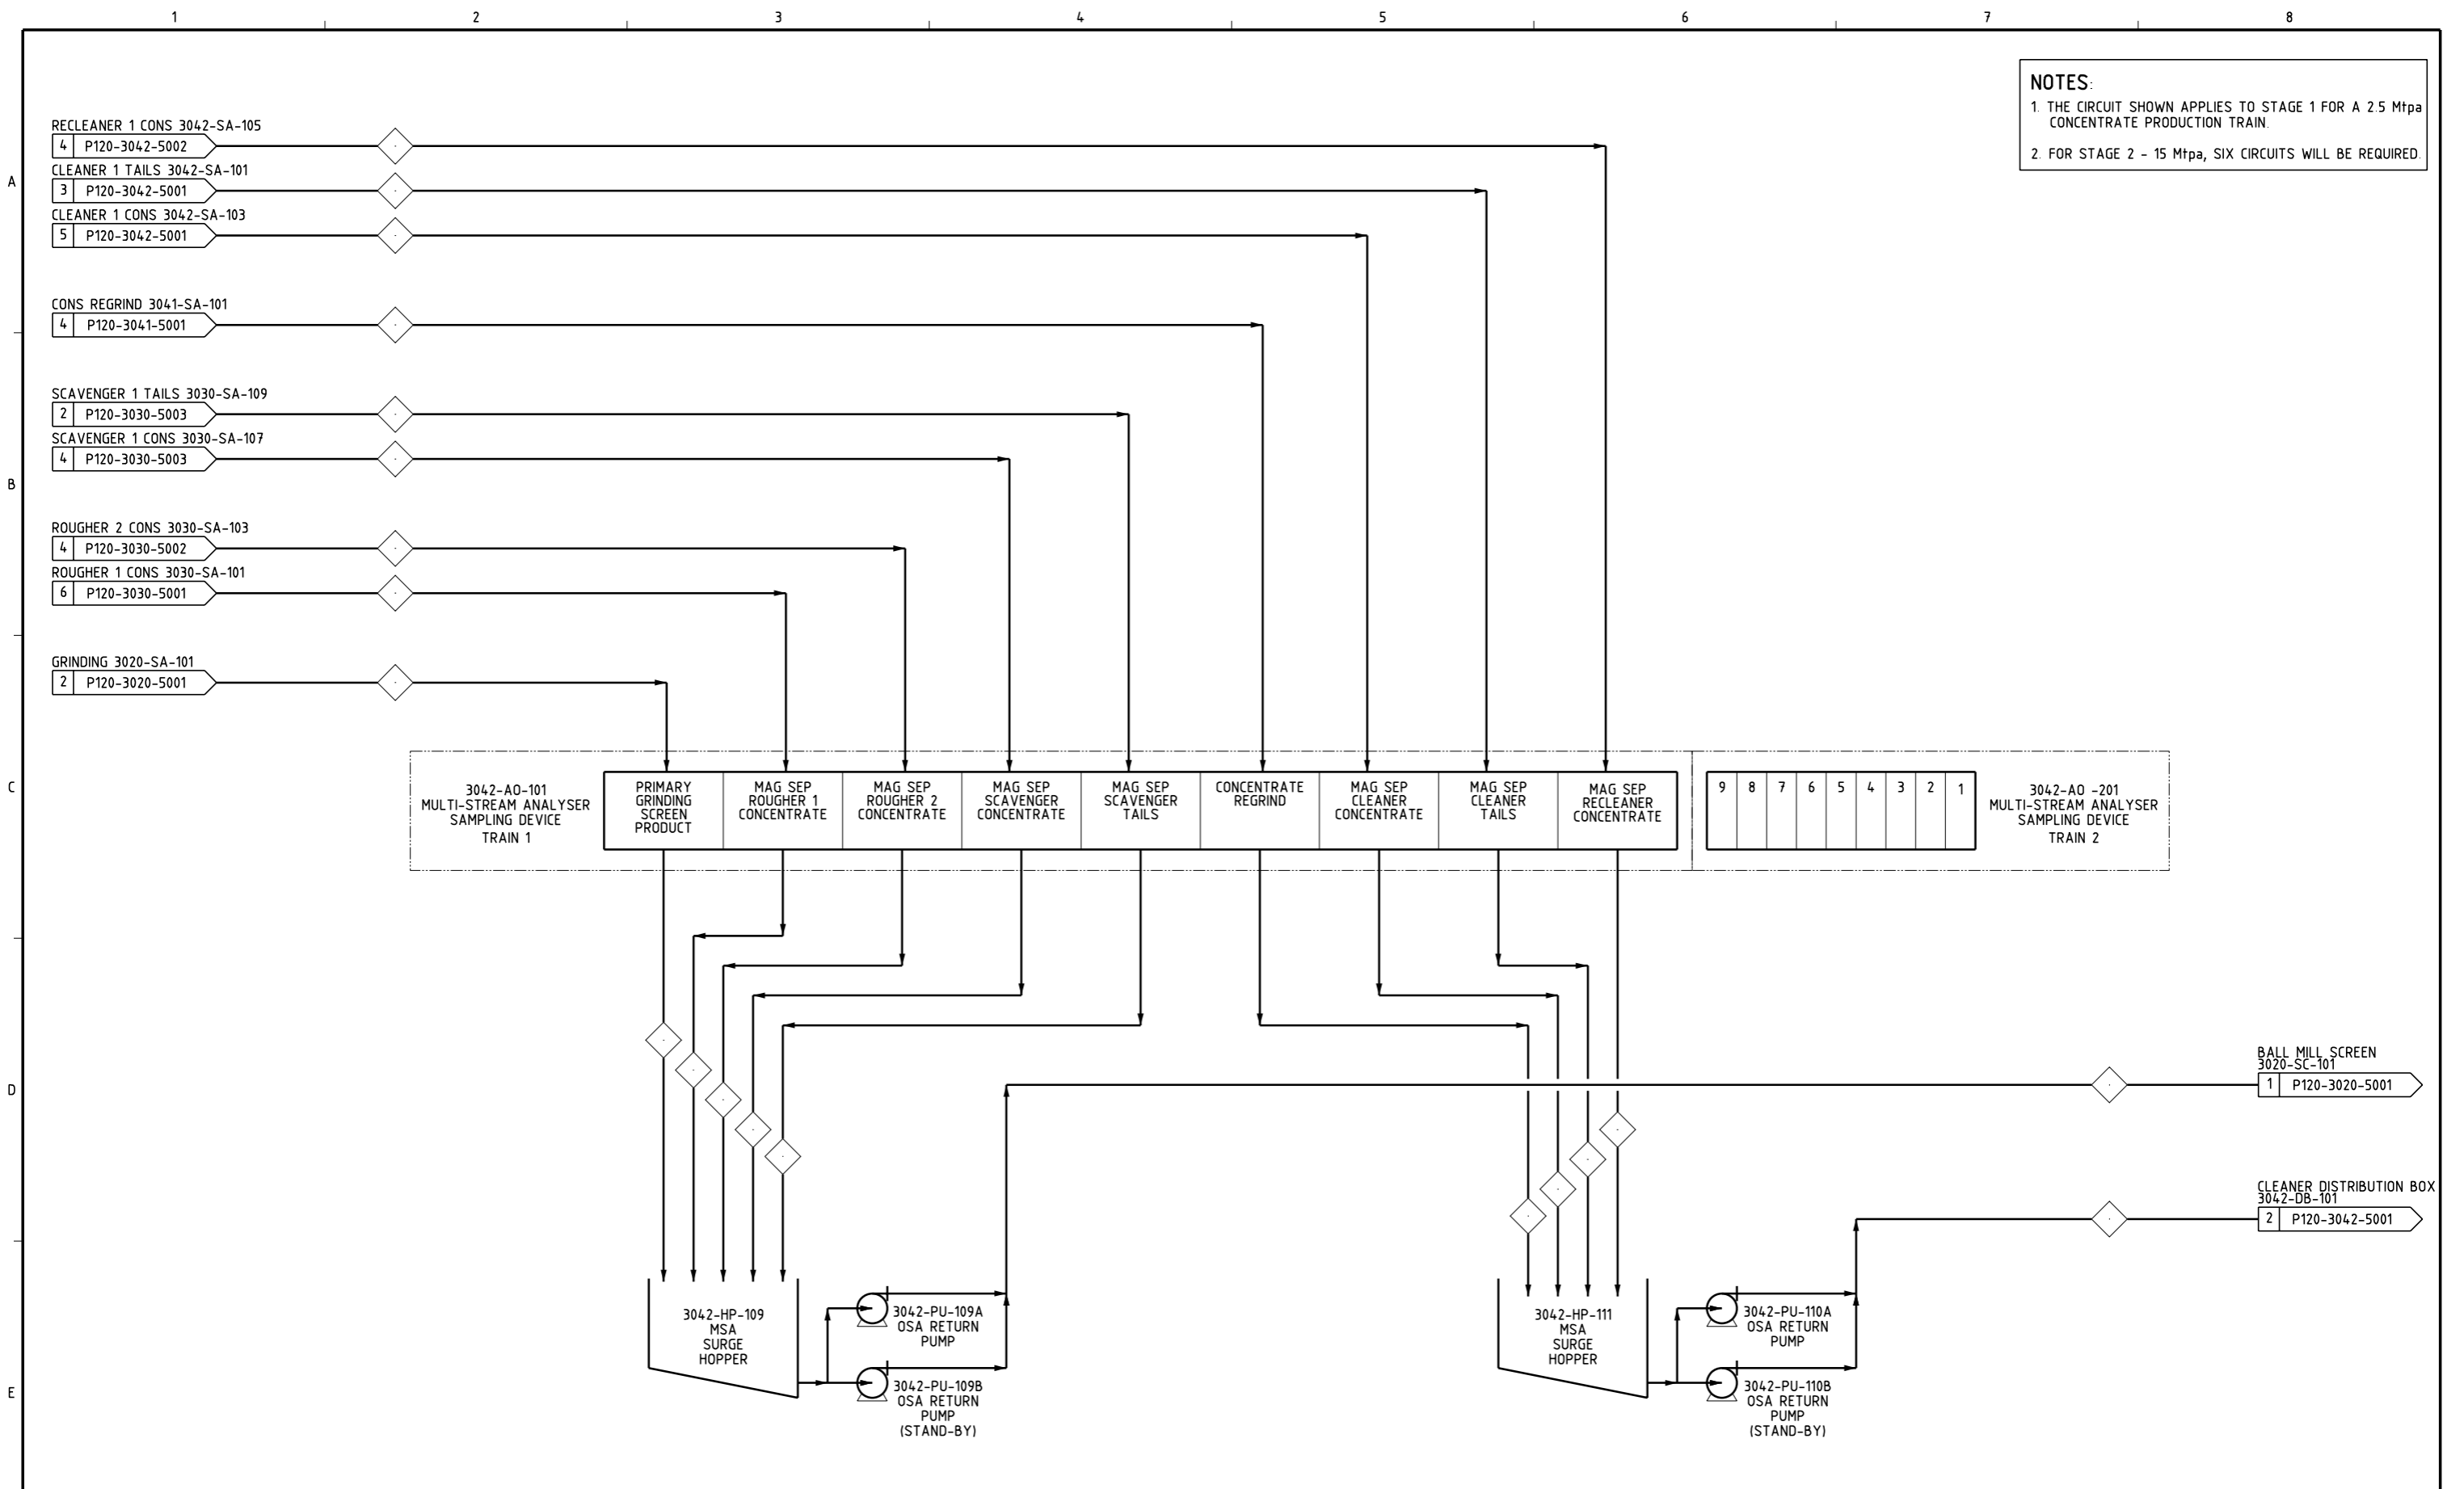 1 2 3 4 5 6 7 8
NOTES:
1. THE CIRCUIT SHOWN APPLIES TO STAGE 1 FOR A 2.5 Mtpa
CONCENTRATE PRODUCTION TRAIN.
2. FOR STAGE 2 - 15 Mtpa, SIX CIRCUITS WILL BE REQUIRED.
RECLEANER 1 CONS 3042-SA-105
4 P120-3042-5002
A
CLEANER 1 TAILS 3042-SA-101
3 P120-3042-5001
CLEANER 1 CONS 3042-SA-103
5 P120-3042-5001
CONS REGRIND 3041-SA-101
4 P120-3041-5001
SCAVENGER 1 TAILS 3030-SA-109
2 P120-3030-5003
SCAVENGER 1 CONS 3030-SA-107
4 P120-3030-5003
B
ROUGHER 2 CONS 3030-SA-103
4 P120-3030-5002
ROUGHER 1 CONS 3030-SA-101
6 P120-3030-5001
GRINDING 3020-SA-101
2 P120-3020-5001
C
3042-AO-101
MULTI-STREAM ANALYSER
SAMPLING DEVICE
TRAIN 1
PRIMARY
GRINDING
SCREEN
PRODUCT
MAG SEP
ROUGHER 1
CONCENTRATE
MAG SEP
ROUGHER 2
CONCENTRATE
MAG SEP
SCAVENGER
CONCENTRATE
MAG SEP
SCAVENGER
TAILS
CONCENTRATE
REGRIND
MAG SEP
CLEANER
CONCENTRATE
MAG SEP
CLEANER
TAILS
MAG SEP
RECLEANER
CONCENTRATE
9 8 7 6 5 4 3 2 1
3042-AO -201
MULTI-STREAM ANALYSER
SAMPLING DEVICE
TRAIN 2
D
BALL MILL SCREEN
3020-SC-101
1 P120-3020-5001
CLEANER DISTRIBUTION BOX
3042-DB-101
2 P120-3042-5001
E
3042-HP-109
MSA
SURGE
HOPPER
3042-PU-109A
OSA RETURN
PUMP
3042-PU-109B
OSA RETURN
PUMP
(STAND-BY)
3042-HP-111
MSA
SURGE
HOPPER
3042-PU-110A
OSA RETURN
PUMP
3042-PU-110B
OSA RETURN
PUMP
(STAND-BY)